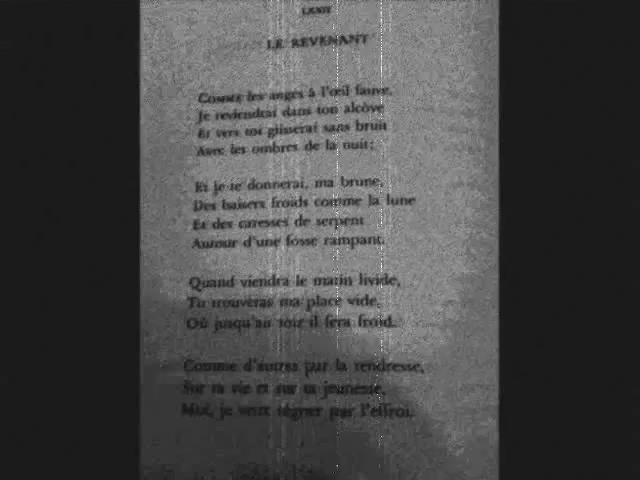 LXXII
LE REVENANT
Comme les anges à l'œil fauve,
Je reviendrai dans ton alcôve
Et vers toi glisserai sans bruit
Avec les ombres de la nuit;
Et je te donnerai, ma brune,
Des baisers froids comme la lune
Et des caresses de serpent
Autour d'une fosse rampant.
Quand viendra le matin livide,
Tu trouveras ma place vide,
Où jusqu'au soir il fera froid.
Comme d'autres par la tendresse,
Sur ta vie et sur ta jeunesse,
Moi, je veux régner par l'effroi.